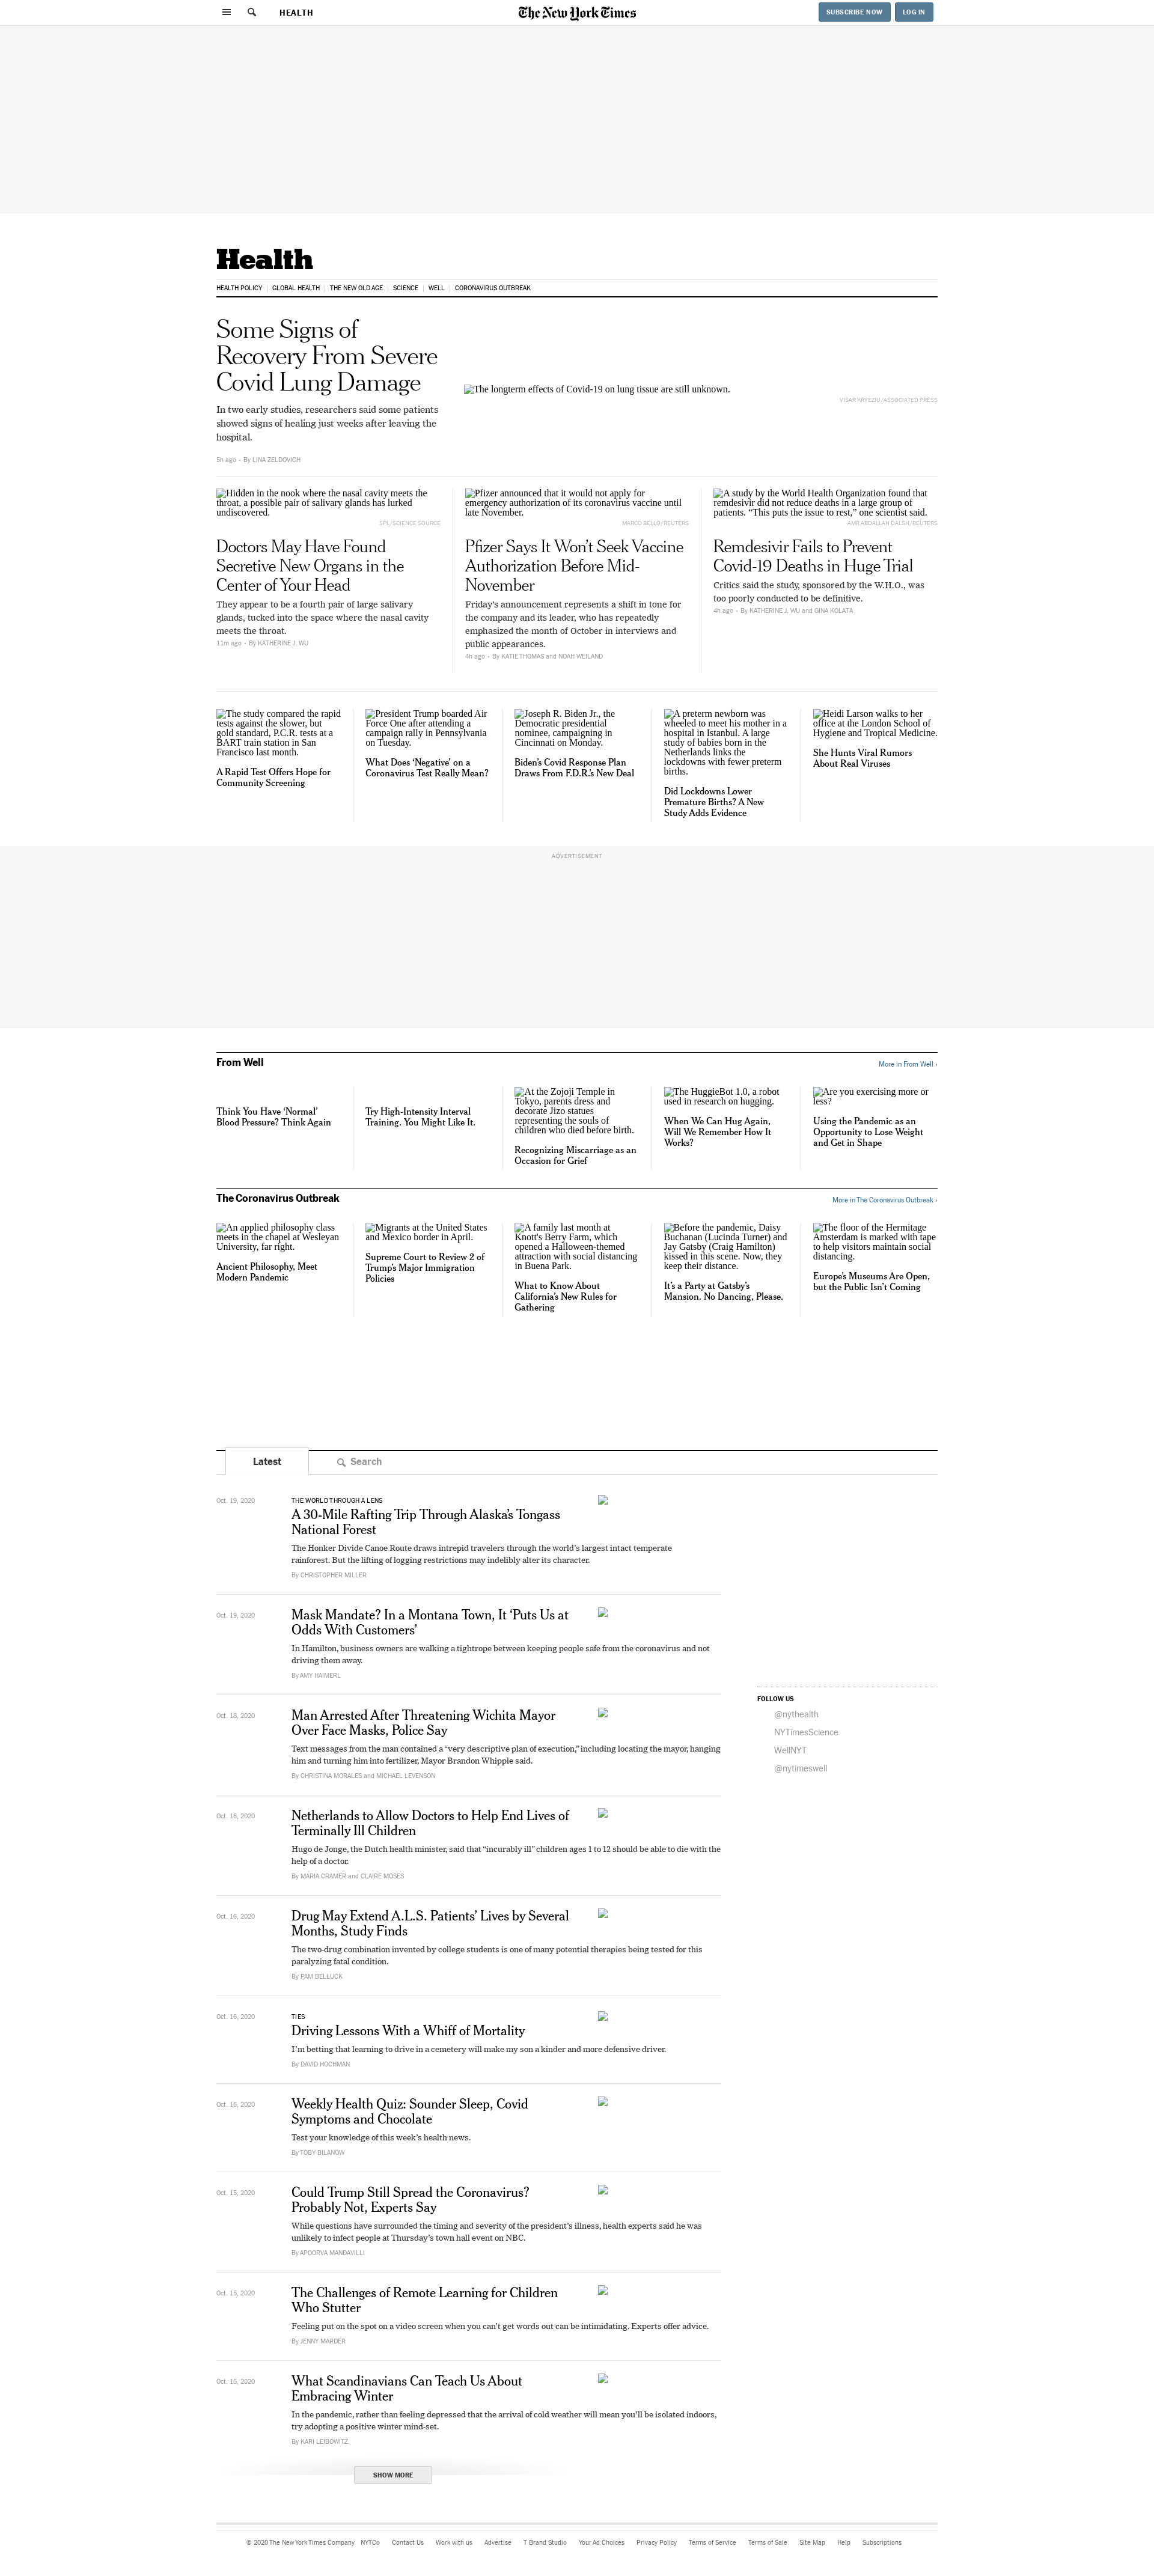 HEALTH
The New York Times
SUBSCRIBE NOW
LOG IN
Health
HEALTH POLICY | GLOBAL HEALTH | THE NEW OLD AGE | SCIENCE | WELL | CORONAVIRUS OUTBREAK
Some Signs of
Recovery From Severe
Covid Lung Damage
In two early studies, researchers said some patients
showed signs of healing just weeks after leaving the
hospital.
5h ago • By LINA ZELDOVICH
The longterm effects of Covid-19 on lung tissue are still unknown.
VISAR KRYEZIU/ASSOCIATED PRESS
Hidden in the nook where the nasal cavity meets the
throat, a possible pair of salivary glands has lurked
undiscovered.
SPL/SCIENCE SOURCE
Doctors May Have Found
Secretive New Organs in the
Center of Your Head
They appear to be a fourth pair of large salivary
glands, tucked into the space where the nasal cavity
meets the throat.
11m ago • By KATHERINE J. WU
Pfizer announced that it would not apply for
emergency authorization of its coronavirus vaccine until
late November.
MARCO BELLO/REUTERS
Pfizer Says It Won’t Seek Vaccine
Authorization Before Mid-
November
Friday’s announcement represents a shift in tone for
the company and its leader, who has repeatedly
emphasized the month of October in interviews and
public appearances.
4h ago • By KATIE THOMAS and NOAH WEILAND
A study by the World Health Organization found that
remdesivir did not reduce deaths in a large group of
patients. “This puts the issue to rest,” one scientist said.
AMR ABDALLAH DALSH/REUTERS
Remdesivir Fails to Prevent
Covid-19 Deaths in Huge Trial
Critics said the study, sponsored by the W.H.O., was
too poorly conducted to be definitive.
4h ago • By KATHERINE J. WU and GINA KOLATA
The study compared the rapid
tests against the slower, but
gold standard, P.C.R. tests at a
BART train station in San
Francisco last month.
A Rapid Test Offers Hope for
Community Screening
President Trump boarded Air
Force One after attending a
campaign rally in Pennsylvania
on Tuesday.
What Does ‘Negative’ on a
Coronavirus Test Really Mean?
Joseph R. Biden Jr., the
Democratic presidential
nominee, campaigning in
Cincinnati on Monday.
Biden’s Covid Response Plan
Draws From F.D.R.’s New Deal
A preterm newborn was
wheeled to meet his mother in a
hospital in Istanbul. A large
study of babies born in the
Netherlands links the
lockdowns with fewer preterm
births.
Did Lockdowns Lower
Premature Births? A New
Study Adds Evidence
Heidi Larson walks to her
office at the London School of
Hygiene and Tropical Medicine.
She Hunts Viral Rumors
About Real Viruses
ADVERTISEMENT
From Well
More in From Well ›
Think You Have ‘Normal’
Blood Pressure? Think Again
Try High-Intensity Interval
Training. You Might Like It.
At the Zojoji Temple in
Tokyo, parents dress and
decorate Jizo statues
representing the souls of
children who died before birth.
Recognizing Miscarriage as an
Occasion for Grief
The HuggieBot 1.0, a robot
used in research on hugging.
When We Can Hug Again,
Will We Remember How It
Works?
Are you exercising more or
less?
Using the Pandemic as an
Opportunity to Lose Weight
and Get in Shape
The Coronavirus Outbreak
More in The Coronavirus Outbreak ›
An applied philosophy class
meets in the chapel at Wesleyan
University, far right.
Ancient Philosophy, Meet
Modern Pandemic
Migrants at the United States
and Mexico border in April.
Supreme Court to Review 2 of
Trump’s Major Immigration
Policies
A family last month at
Knott's Berry Farm, which
opened a Halloween-themed
attraction with social distancing
in Buena Park.
What to Know About
California’s New Rules for
Gathering
Before the pandemic, Daisy
Buchanan (Lucinda Turner) and
Jay Gatsby (Craig Hamilton)
kissed in this scene. Now, they
keep their distance.
It’s a Party at Gatsby’s
Mansion. No Dancing, Please.
The floor of the Hermitage
Amsterdam is marked with tape
to help visitors maintain social
distancing.
Europe’s Museums Are Open,
but the Public Isn’t Coming
Latest
Search
Oct. 19, 2020
THE WORLD THROUGH A LENS
A 30-Mile Rafting Trip Through Alaska’s Tongass
National Forest
The Honker Divide Canoe Route draws intrepid travelers through the world’s largest intact temperate
rainforest. But the lifting of logging restrictions may indelibly alter its character.
By CHRISTOPHER MILLER
Oct. 19, 2020
Mask Mandate? In a Montana Town, It ‘Puts Us at
Odds With Customers’
In Hamilton, business owners are walking a tightrope between keeping people safe from the coronavirus and not
driving them away.
By AMY HAIMERL
Oct. 18, 2020
Man Arrested After Threatening Wichita Mayor
Over Face Masks, Police Say
Text messages from the man contained a “very descriptive plan of execution,” including locating the mayor, hanging
him and turning him into fertilizer, Mayor Brandon Whipple said.
By CHRISTINA MORALES and MICHAEL LEVENSON
Oct. 16, 2020
Netherlands to Allow Doctors to Help End Lives of
Terminally Ill Children
Hugo de Jonge, the Dutch health minister, said that “incurably ill” children ages 1 to 12 should be able to die with the
help of a doctor.
By MARIA CRAMER and CLAIRE MOSES
Oct. 16, 2020
Drug May Extend A.L.S. Patients’ Lives by Several
Months, Study Finds
The two-drug combination invented by college students is one of many potential therapies being tested for this
paralyzing fatal condition.
By PAM BELLUCK
Oct. 16, 2020
TIES
Driving Lessons With a Whiff of Mortality
I’m betting that learning to drive in a cemetery will make my son a kinder and more defensive driver.
By DAVID HOCHMAN
Oct. 16, 2020
Weekly Health Quiz: Sounder Sleep, Covid
Symptoms and Chocolate
Test your knowledge of this week’s health news.
By TOBY BILANOW
Oct. 15, 2020
Could Trump Still Spread the Coronavirus?
Probably Not, Experts Say
While questions have surrounded the timing and severity of the president’s illness, health experts said he was
unlikely to infect people at Thursday’s town hall event on NBC.
By APOORVA MANDAVILLI
Oct. 15, 2020
The Challenges of Remote Learning for Children
Who Stutter
Feeling put on the spot on a video screen when you can’t get words out can be intimidating. Experts offer advice.
By JENNY MARDER
Oct. 15, 2020
What Scandinavians Can Teach Us About
Embracing Winter
In the pandemic, rather than feeling depressed that the arrival of cold weather will mean you’ll be isolated indoors,
try adopting a positive winter mind-set.
By KARI LEIBOWITZ
SHOW MORE
FOLLOW US
@nythealth
NYTimesScience
WellNYT
@nytimeswell
© 2020 The New York Times Company NYTCo Contact Us Work with us Advertise T Brand Studio Your Ad Choices Privacy Policy Terms of Service Terms of Sale Site Map Help Subscriptions